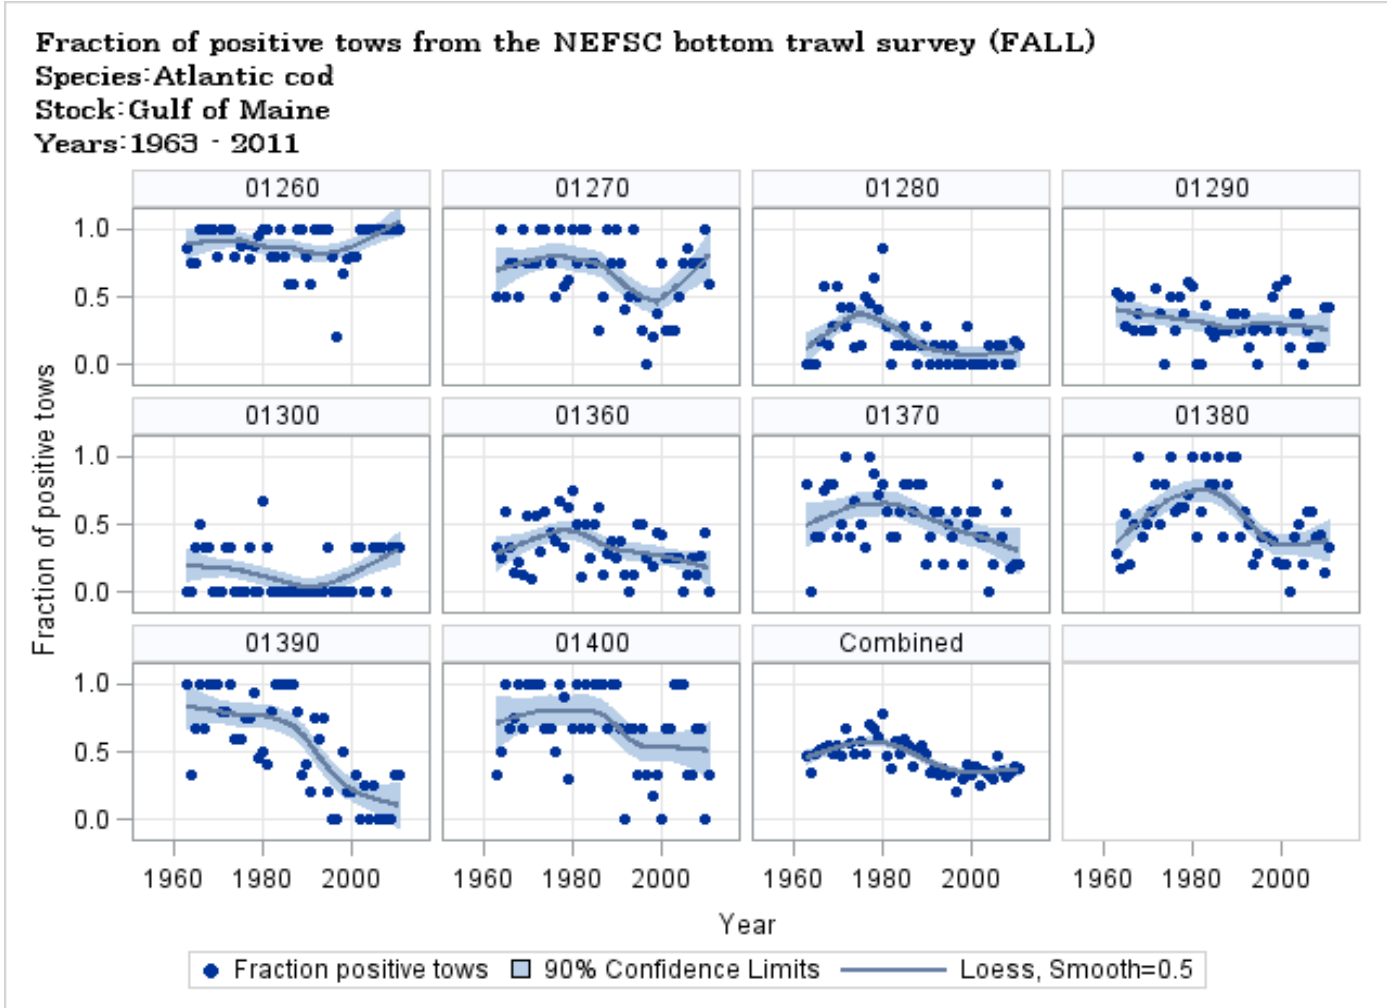 Fraction of positive tows from the NEFSC bottom trawl survey (FALL)
Species:Atlantic cod
Stock:Gulf of Maine
Years:1963 - 2011
01260 01270 01280 01290
1.0
0.5
0.0
01300 01360 01370 01380
1.0
0.5
0.0
01390 01400 Combined
1.0
0.5
0.0
Fraction of positive tows
1960 1980 2000 1960 1980 2000 1960 1980 2000 1960 1980 2000
Year
Fraction positive tows 90% Confidence Limits Loess, Smooth=0.5